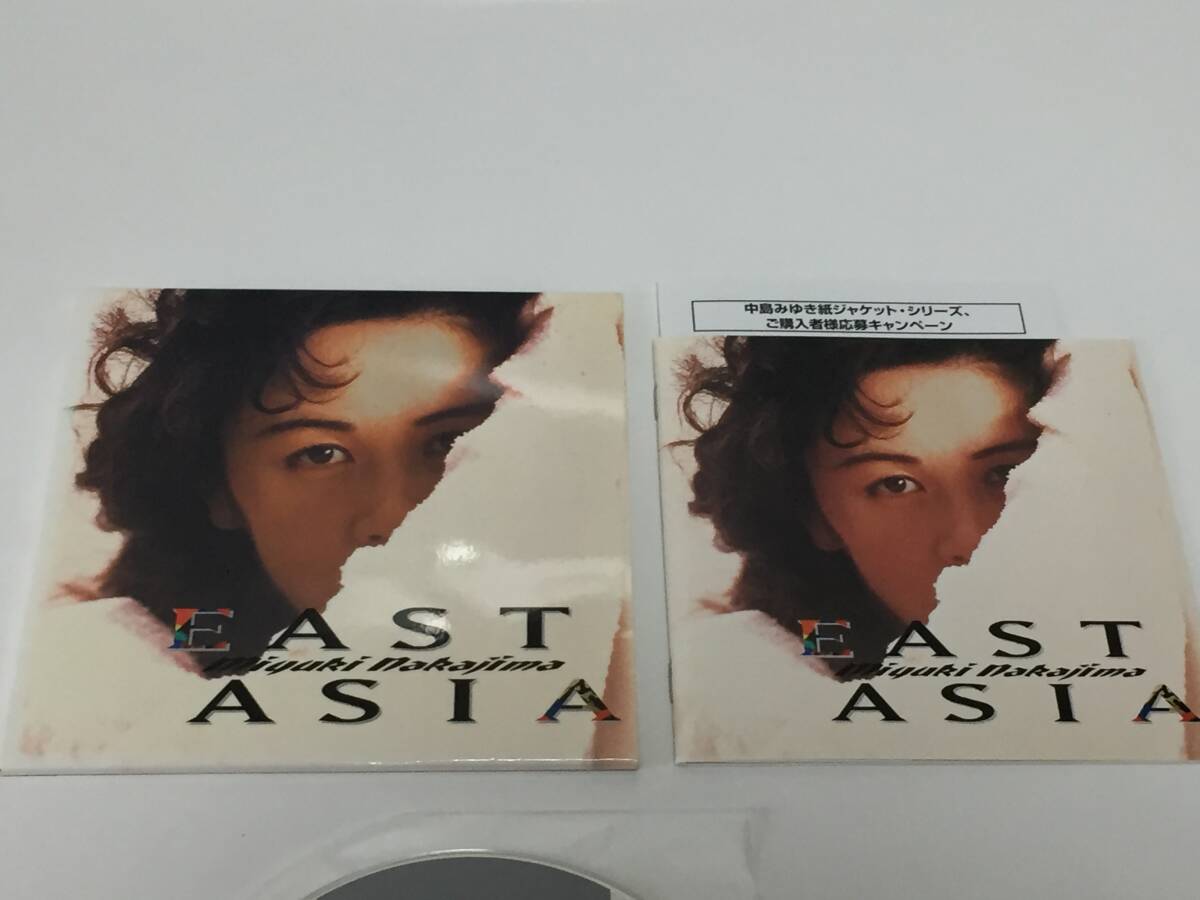 EAST
Miyuki Nakajima
ASIA
中島みゆき紙ジャケット・シリーズ、
ご購入者様応募キャンペーン
EAST
Miyuki Nakajima
ASIA